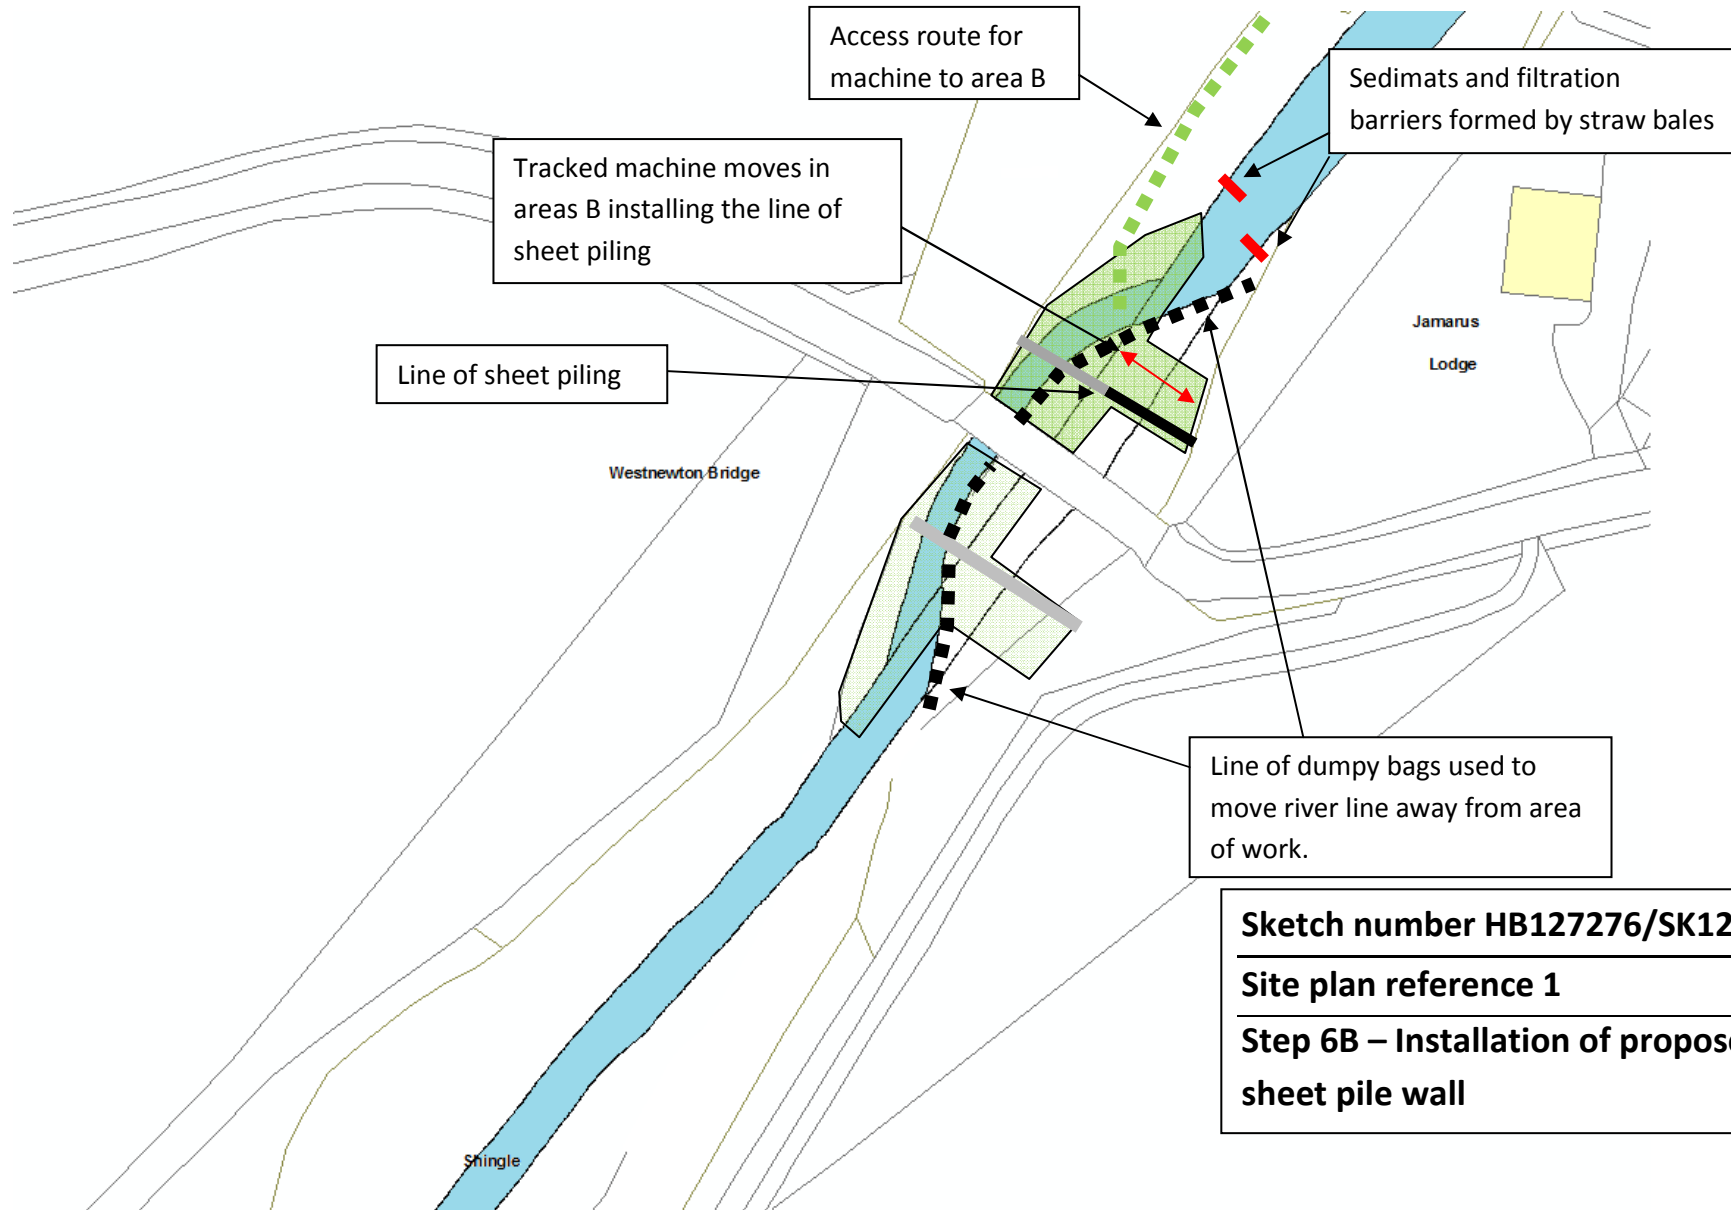 Access route for
machine to area B
Sedimats and filtration
barriers formed by straw bales
Tracked machine moves in
areas B installing the line of
sheet piling
Jamarus
Lodge
Line of sheet piling
Westnewton Bridge
Line of dumpy bags used to
move river line away from area
of work.
Sketch number HB127276/SK12
Site plan reference 1
Step 6B – Installation of propose
sheet pile wall
Shingle